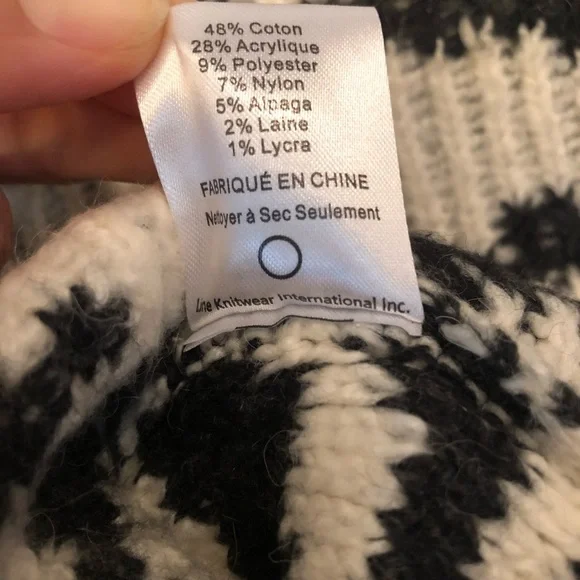 48% Coton
28% Acrylique
9% Polyester
7% Nylon
5% Alpaga
2% Laine
1% Lycra
FABRIQUÉ EN CHINE
Netoyer à Sec Seulement
Line Knitwear International Inc.